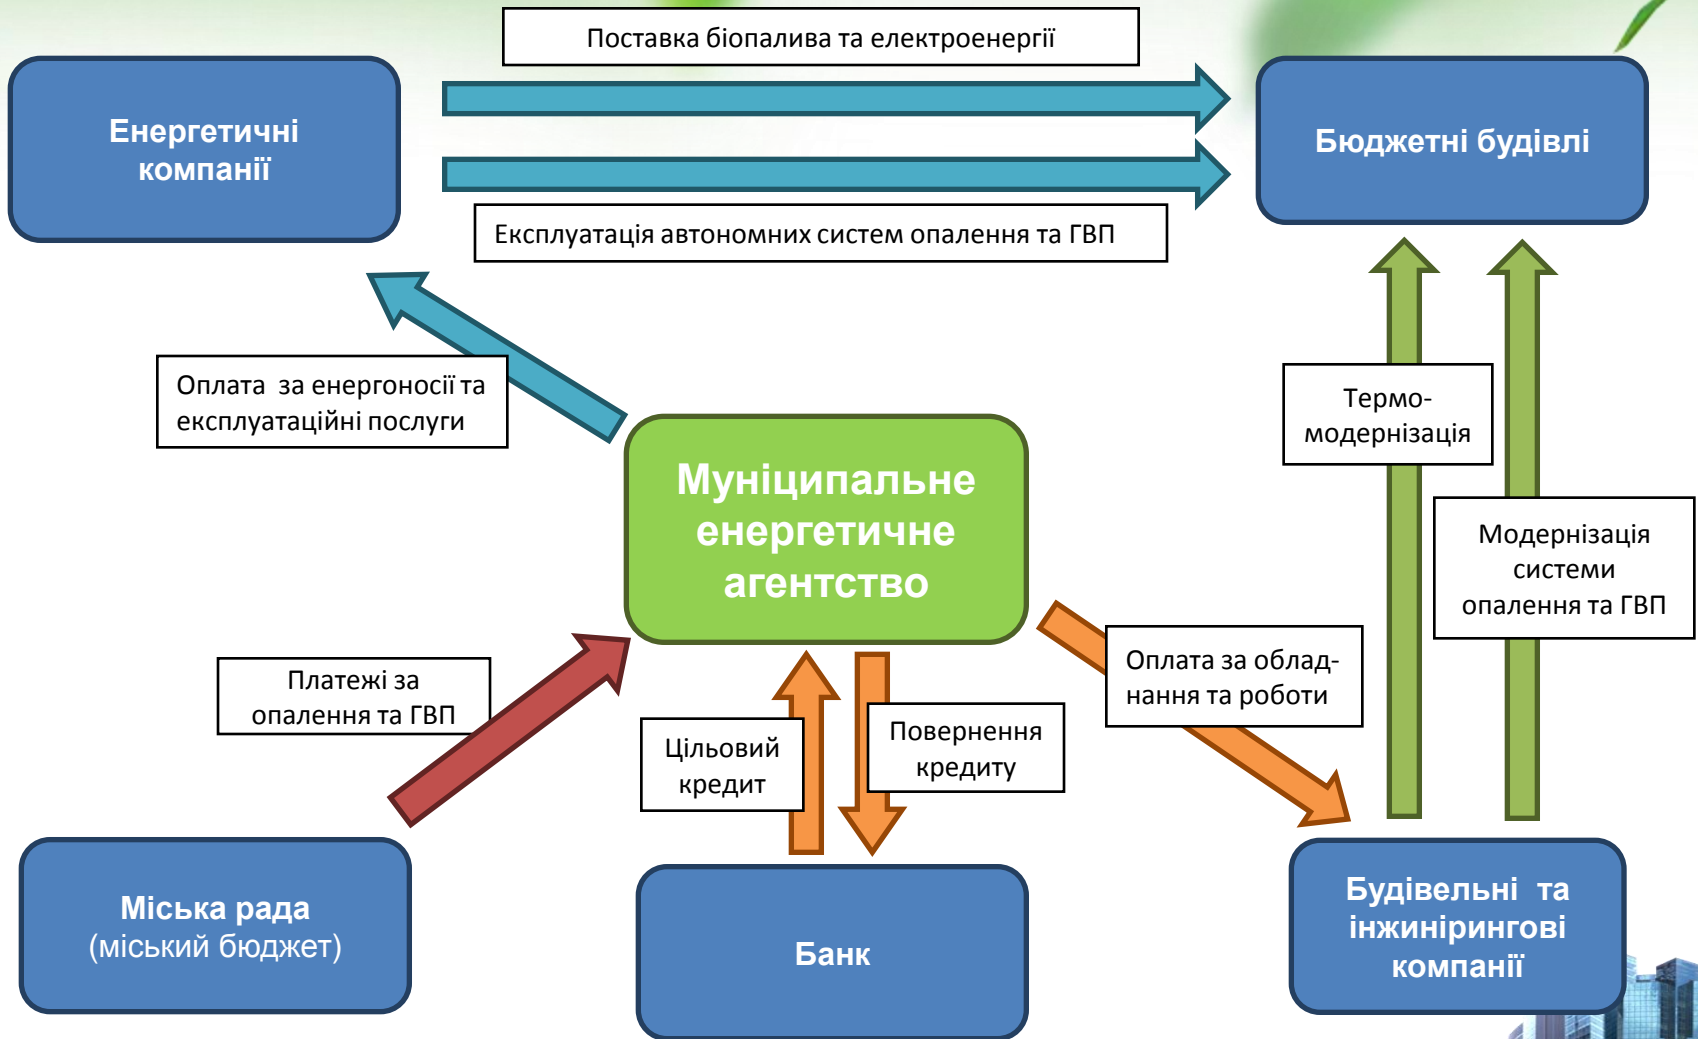 Поставка біопалива та електроенергії
Енергетичні
компанії
Бюджетні будівлі
Експлуатація автономних систем опалення та ГВП
Оплата за енергоносії та
експлуатаційні послуги
Термо-
модернізація
Муніципальне
енергетичне
агентство
Модернізація
системи
опалення та ГВП
Платежі за
опалення та ГВП
Цільовий
кредит
Повернення
кредиту
Оплата за облад-
нання та роботи
Міська рада
(міський бюджет)
Банк
Будівельні та
інжинірингові
компанії